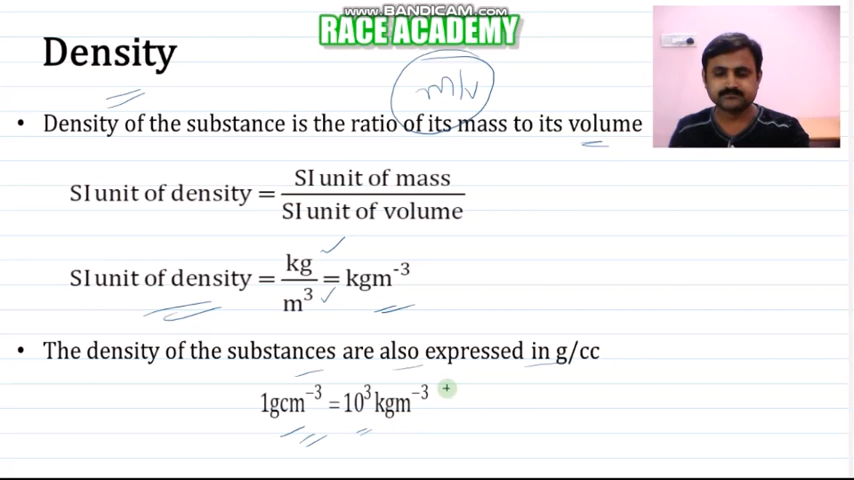 www.BANDICAM.com
RACE ACADEMY
Density
m/v
• Density of the substance is the ratio of its mass to its volume
SI unit of density = SI unit of mass / SI unit of volume
SI unit of density = kg / m³ = kgm⁻³
• The density of the substances are also expressed in g/cc
1gcm⁻³ = 10³ kgm⁻³